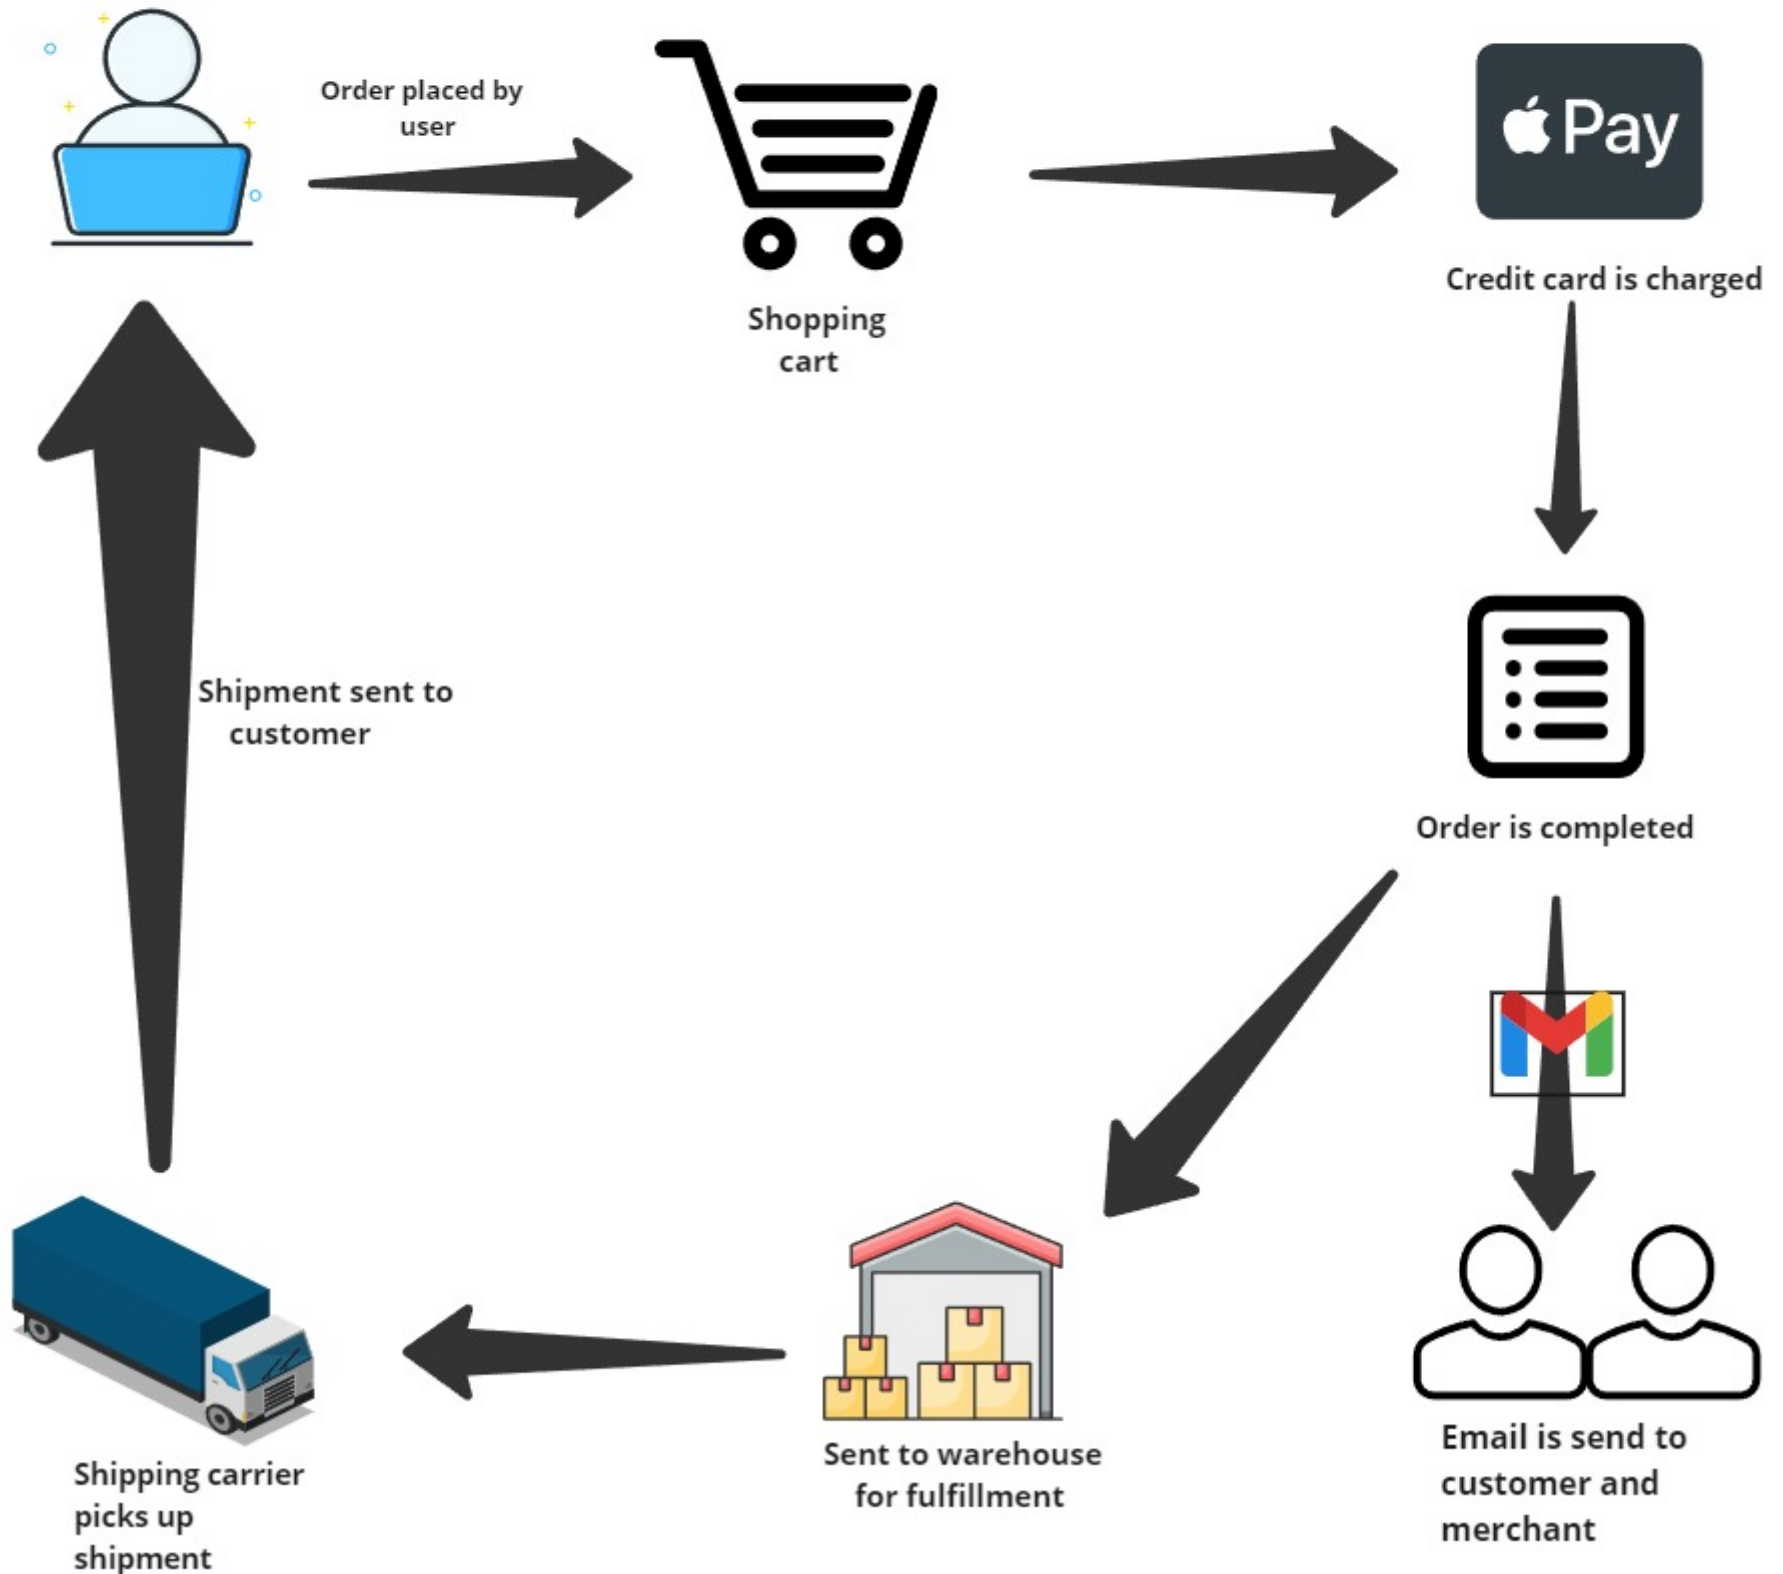 Order placed by
user
Pay
Shopping
cart
Credit card is charged
Shipment sent to
customer
Order is completed
Sent to warehouse
for fulfillment
Email is send to
customer and
merchant
Shipping carrier
picks up
shipment